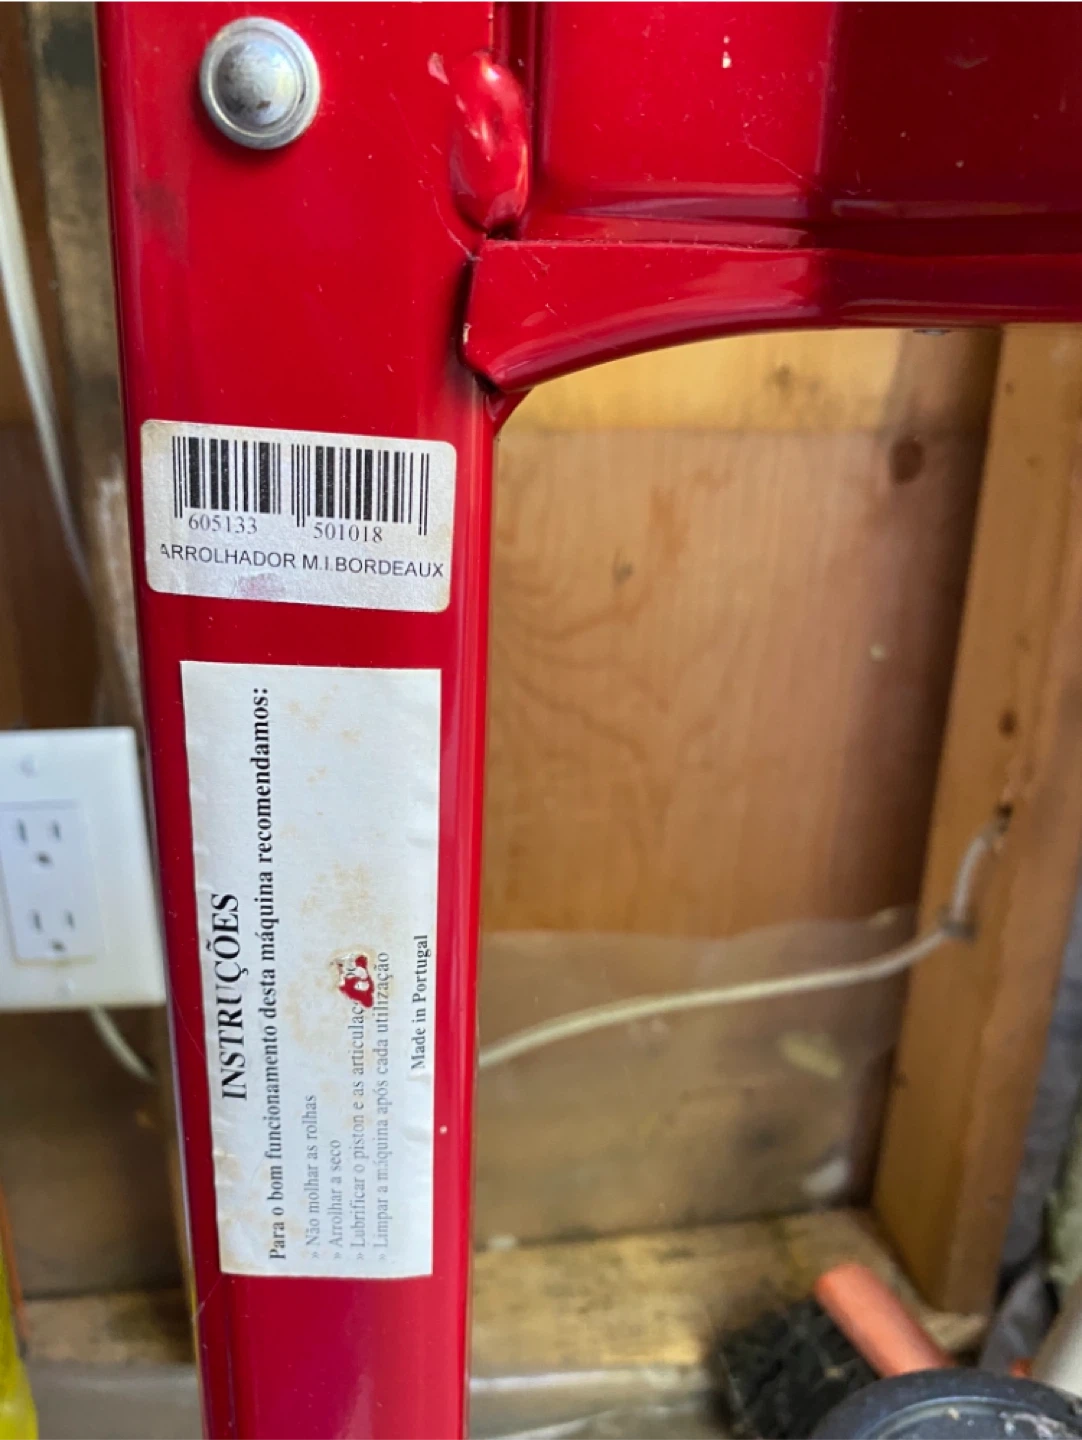 605133 501018
ARROLHADOR M.I.BORDEAUX
INSTRUÇÕES
Para o bom funcionamento desta máquina recomendamos:
» Não molhar as rolhas
» Arrolhar a seco
» Lubrificar o piston e as
» Limpar a máquina após cada utilização
Made in Portugal